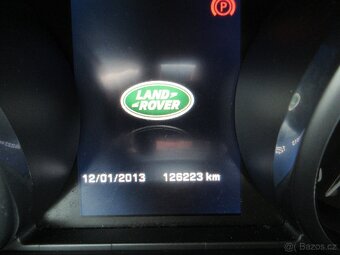 P
LAND
ROVER
12/01/2013 126223 km
Bazos.cz